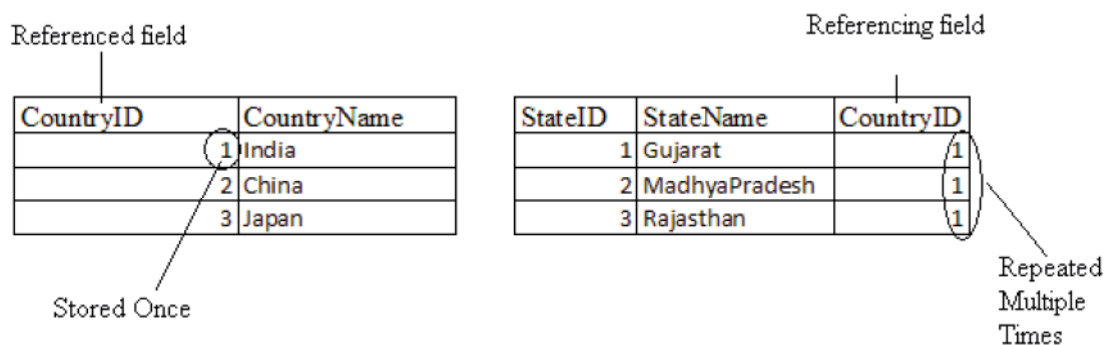 Referenced field
Referencing field
CountryID CountryName
1 India
2 China
3 Japan
StateID StateName CountryID
1 Gujarat 1
2 MadhyaPradesh 1
3 Rajasthan 1
Stored Once
Repeated
Multiple
Times